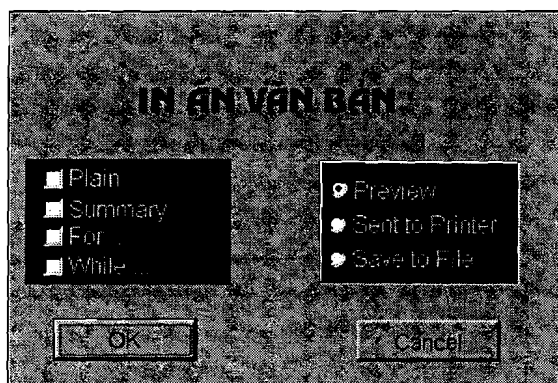 IN ẤN VĂN BẢN
Plain
Summary
For...
While ...
Preview
Sent to Printer
Save to File
OK
Cancel